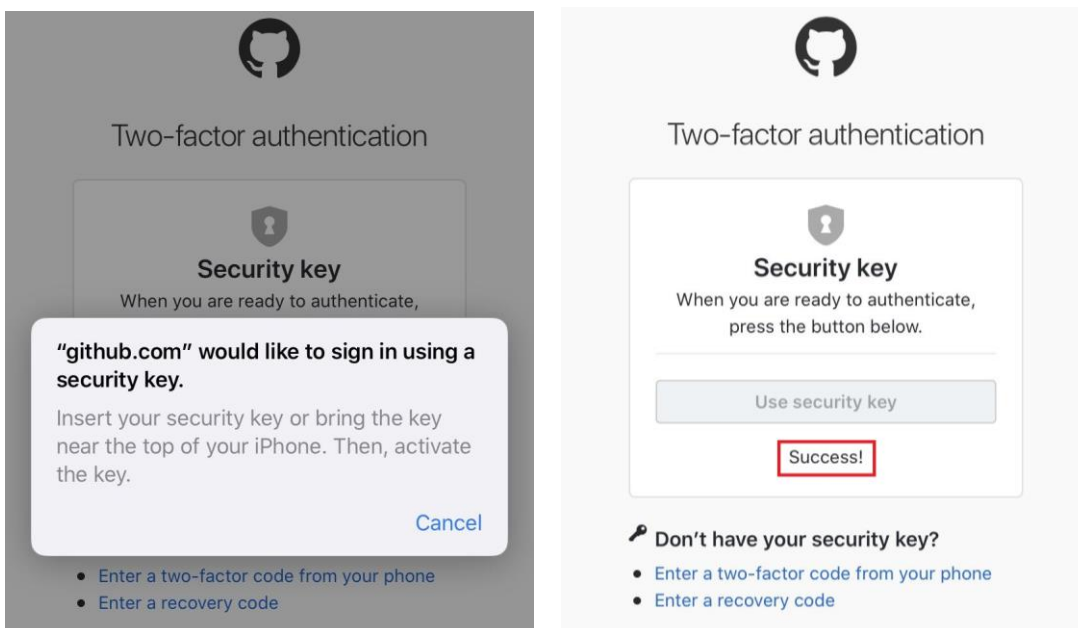 Two-factor authentication
Security key
When you are ready to authenticate,
“github.com” would like to sign in using a
security key.
Insert your security key or bring the key
near the top of your iPhone. Then, activate
the key.
Cancel
Enter a two-factor code from your phone
Enter a recovery code
Two-factor authentication
Security key
When you are ready to authenticate,
press the button below.
Use security key
Success!
Don't have your security key?
Enter a two-factor code from your phone
Enter a recovery code